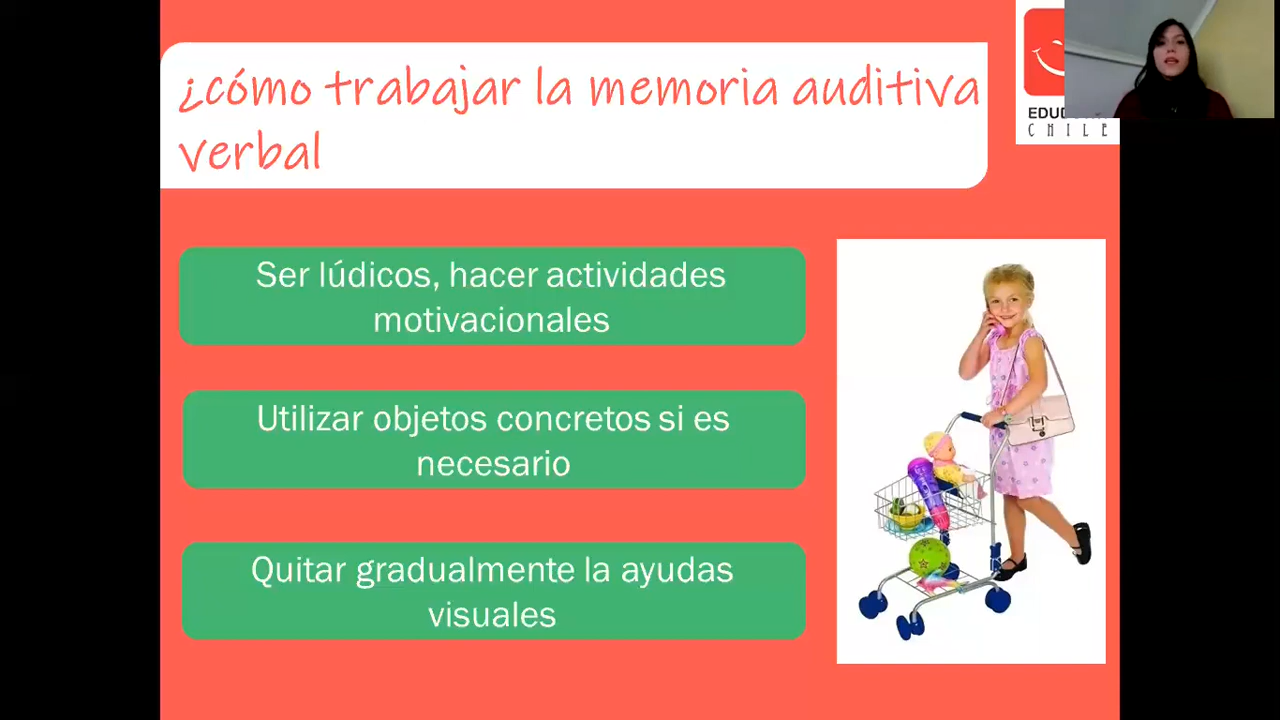 ¿cómo trabajar la memoria auditiva
verbal
Ser lúdicos, hacer actividades
motivacionales
Utilizar objetos concretos si es
necesario
Quitar gradualmente la ayudas
visuales
CHILE